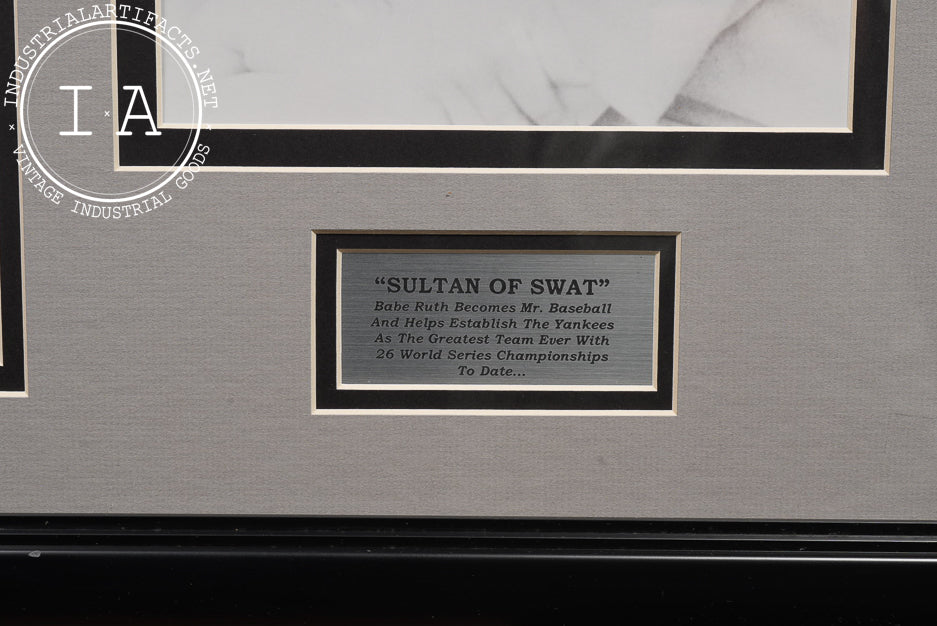 INDUSTRIALARTIFACTS.NET
I×A
VINTAGE INDUSTRIAL GOODS
“SULTAN OF SWAT”
Babe Ruth Becomes Mr. Baseball
And Helps Establish The Yankees
As The Greatest Team Ever With
26 World Series Championships
To Date...